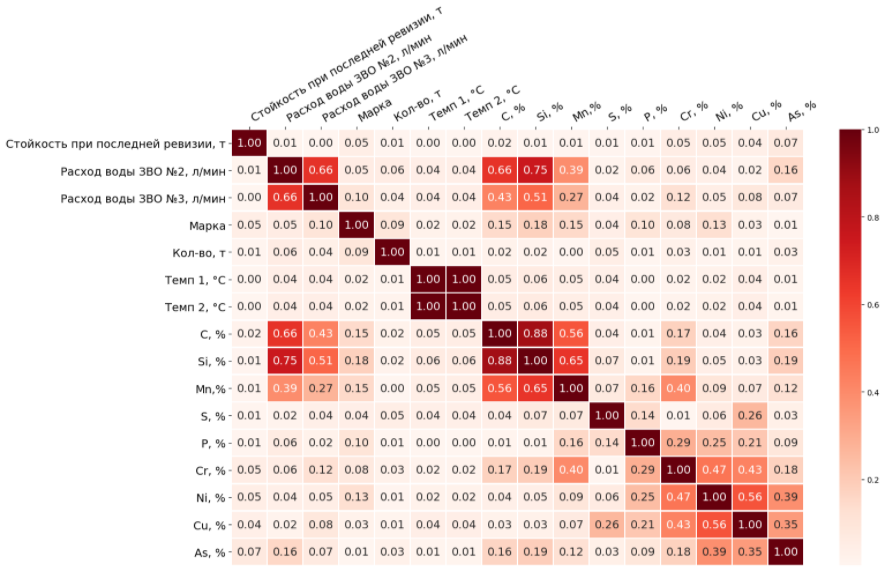 Стойкость при последней ревизии, т
Расход воды ЗВО №2, л/мин
Расход воды ЗВО №3, л/мин
Марка
Кол-во, т
Темп 1, °C
Темп 2, °C
C, %
Si, %
Mn,%
S, %
P, %
Cr, %
Ni, %
Cu, %
As, %
Стойкость при последней ревизии, т 1.00 0.01 0.00 0.05 0.01 0.00 0.00 0.02 0.01 0.01 0.01 0.01 0.05 0.05 0.04 0.07
Расход воды ЗВО №2, л/мин 0.01 1.00 0.66 0.05 0.06 0.04 0.04 0.66 0.75 0.39 0.02 0.06 0.06 0.04 0.02 0.16
Расход воды ЗВО №3, л/мин 0.00 0.66 1.00 0.10 0.04 0.04 0.04 0.43 0.51 0.27 0.04 0.02 0.12 0.05 0.08 0.07
Марка 0.05 0.05 0.10 1.00 0.09 0.02 0.02 0.15 0.18 0.15 0.04 0.10 0.08 0.13 0.03 0.01
Кол-во, т 0.01 0.06 0.04 0.09 1.00 0.01 0.01 0.02 0.02 0.00 0.05 0.01 0.03 0.01 0.01 0.03
Темп 1, °C 0.00 0.04 0.04 0.02 0.01 1.00 1.00 0.05 0.06 0.05 0.04 0.00 0.02 0.02 0.04 0.01
Темп 2, °C 0.00 0.04 0.04 0.02 0.01 1.00 1.00 0.05 0.06 0.05 0.04 0.00 0.02 0.02 0.04 0.01
C, % 0.02 0.66 0.43 0.15 0.02 0.05 0.05 1.00 0.88 0.56 0.04 0.01 0.17 0.04 0.03 0.16
Si, % 0.01 0.75 0.51 0.18 0.02 0.06 0.06 0.88 1.00 0.65 0.07 0.01 0.19 0.05 0.03 0.19
Mn,% 0.01 0.39 0.27 0.15 0.00 0.05 0.05 0.56 0.65 1.00 0.07 0.16 0.40 0.09 0.07 0.12
S, % 0.01 0.02 0.04 0.04 0.05 0.04 0.04 0.04 0.07 0.07 1.00 0.14 0.01 0.06 0.26 0.03
P, % 0.01 0.06 0.02 0.10 0.01 0.00 0.00 0.01 0.01 0.16 0.14 1.00 0.29 0.25 0.21 0.09
Cr, % 0.05 0.06 0.12 0.08 0.03 0.02 0.02 0.17 0.19 0.40 0.01 0.29 1.00 0.47 0.43 0.18
Ni, % 0.05 0.04 0.05 0.13 0.01 0.02 0.02 0.04 0.05 0.09 0.06 0.25 0.47 1.00 0.56 0.39
Cu, % 0.04 0.02 0.08 0.03 0.01 0.04 0.04 0.03 0.03 0.07 0.26 0.21 0.43 0.56 1.00 0.35
As, % 0.07 0.16 0.07 0.01 0.03 0.01 0.01 0.16 0.19 0.12 0.03 0.09 0.18 0.39 0.35 1.00
1.0
0.8
0.6
0.4
0.2